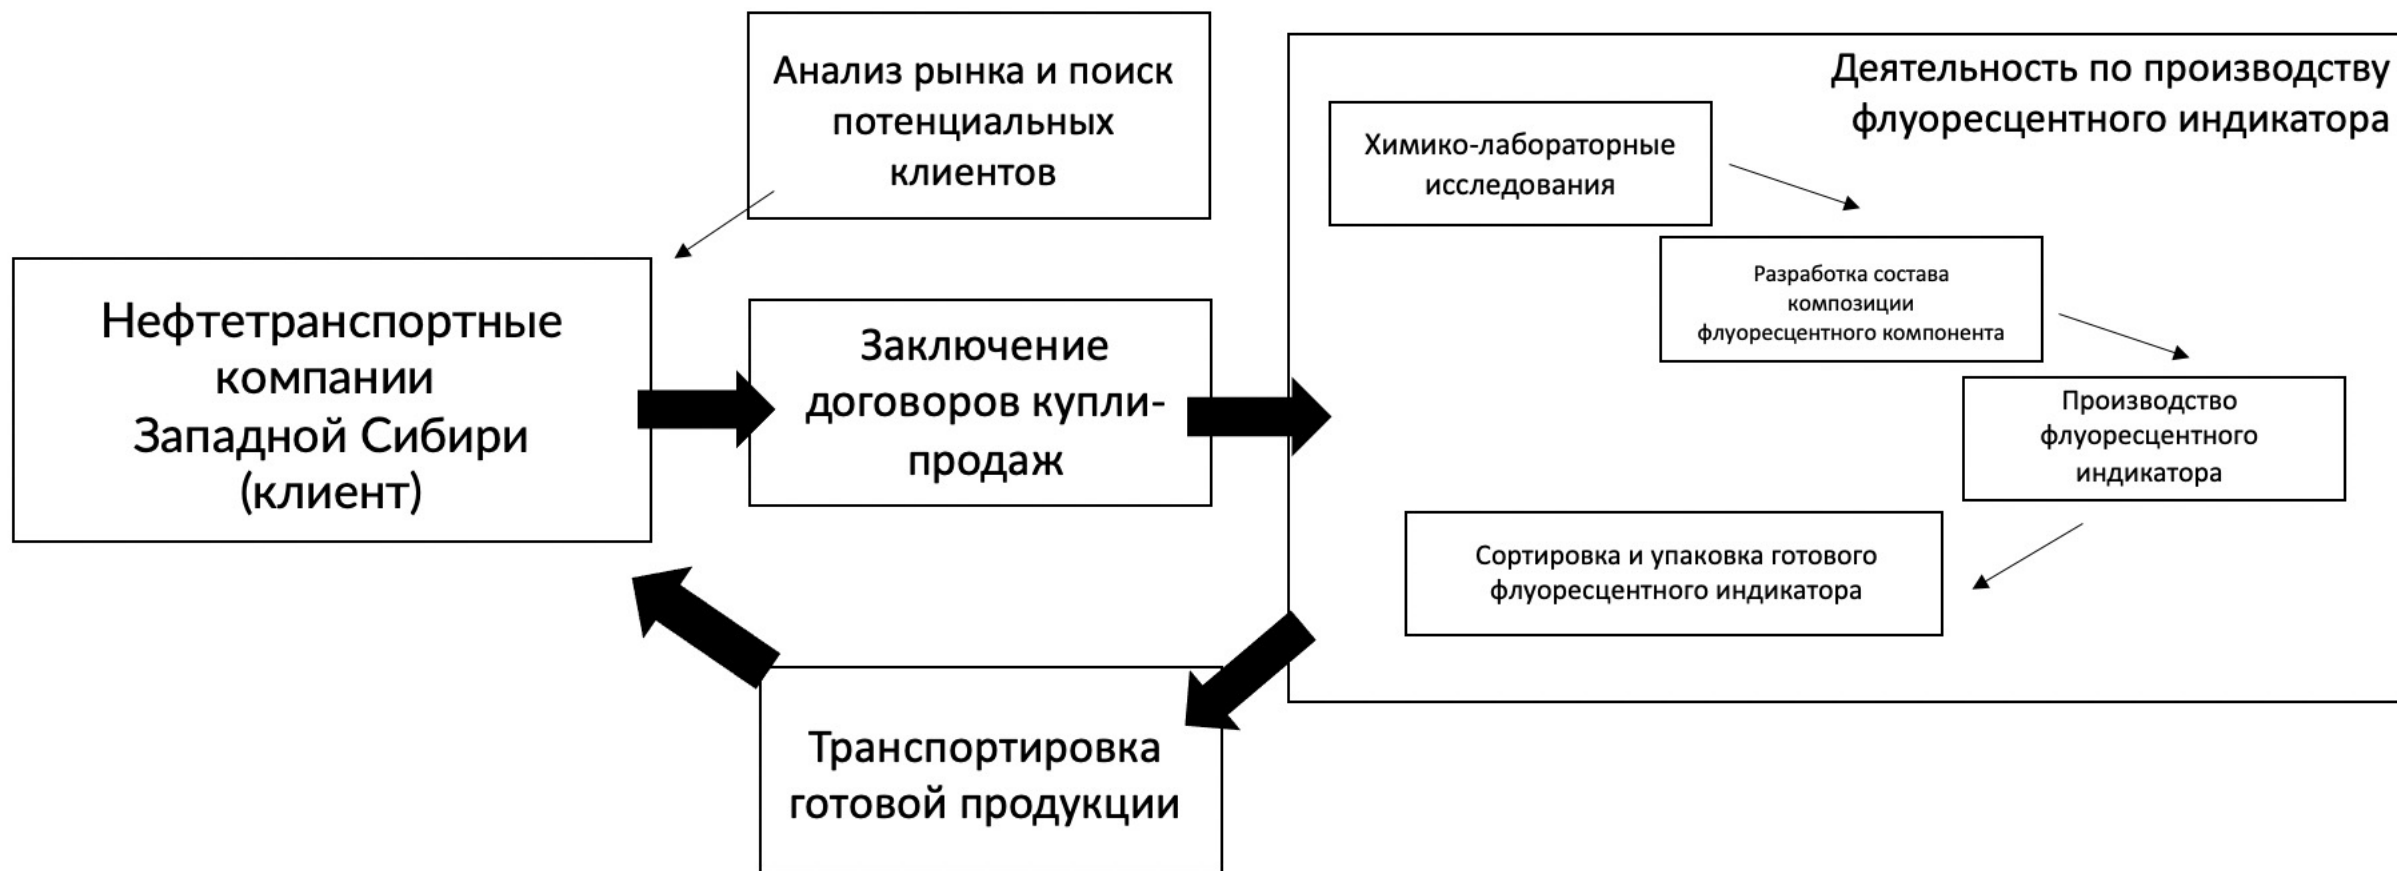 Анализ рынка и поиск
потенциальных
клиентов
Нефтетранспортные
компании
Западной Сибири
(клиент)
Заключение
договоров купли-
продаж
Деятельность по производству
флуоресцентного индикатора
Химико-лабораторные
исследования
Разработка состава
композиции
флуоресцентного компонента
Производство
флуоресцентного
индикатора
Сортировка и упаковка готового
флуоресцентного индикатора
Транспортировка
готовой продукции